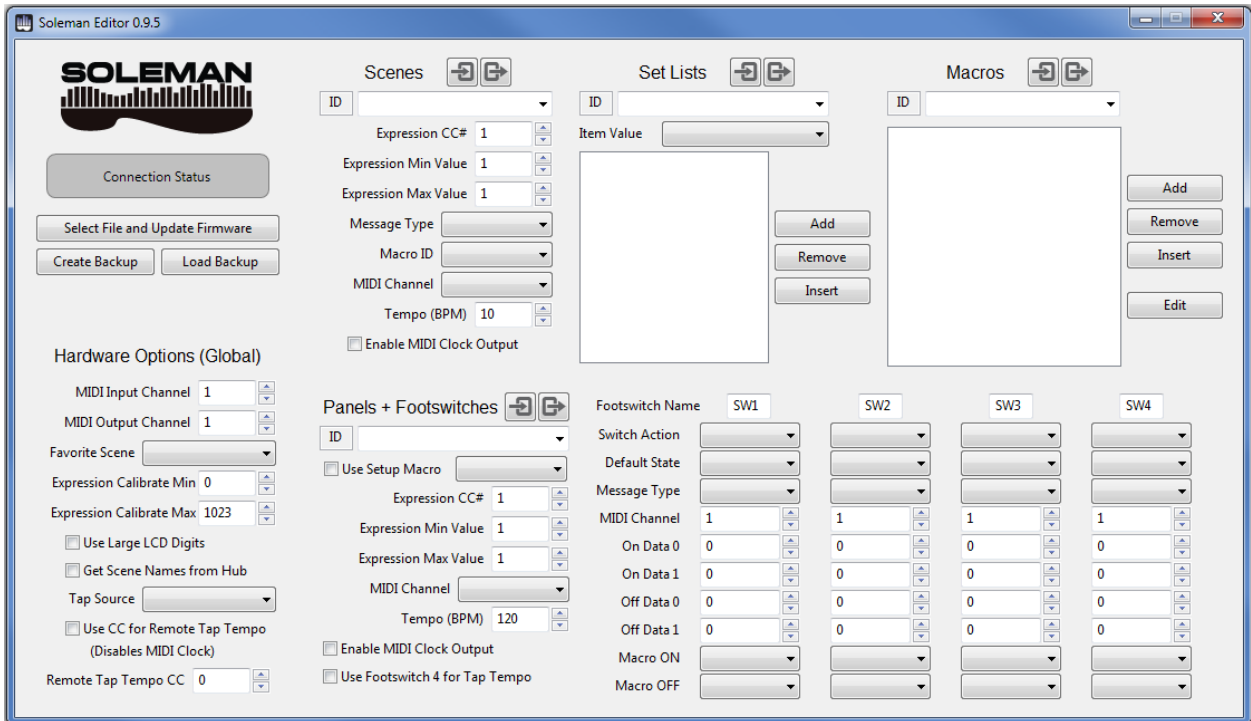 Soleman Editor 0.9.5
SOLEMAN
Connection Status
Select File and Update Firmware
Create Backup Load Backup
Hardware Options (Global)
MIDI Input Channel 1
MIDI Output Channel 1
Favorite Scene
Expression Calibrate Min 0
Expression Calibrate Max 1023
Use Large LCD Digits
Get Scene Names from Hub
Tap Source
Use CC for Remote Tap Tempo
(Disables MIDI Clock)
Remote Tap Tempo CC 0
Scenes
ID
Expression CC# 1
Expression Min Value 1
Expression Max Value 1
Message Type
Macro ID
MIDI Channel
Tempo (BPM) 10
Enable MIDI Clock Output
Set Lists
ID
Item Value
Add
Remove
Insert
Macros
ID
Add
Remove
Insert
Edit
Panels + Footswitches
ID
Use Setup Macro
Expression CC# 1
Expression Min Value 1
Expression Max Value 1
MIDI Channel
Tempo (BPM) 120
Enable MIDI Clock Output
Use Footswitch 4 for Tap Tempo
Footswitch Name SW1 SW2 SW3 SW4
Switch Action
Default State
Message Type
MIDI Channel 1 1 1 1
On Data 0 0 0 0 0
On Data 1 0 0 0 0
Off Data 0 0 0 0 0
Off Data 1 0 0 0 0
Macro ON
Macro OFF